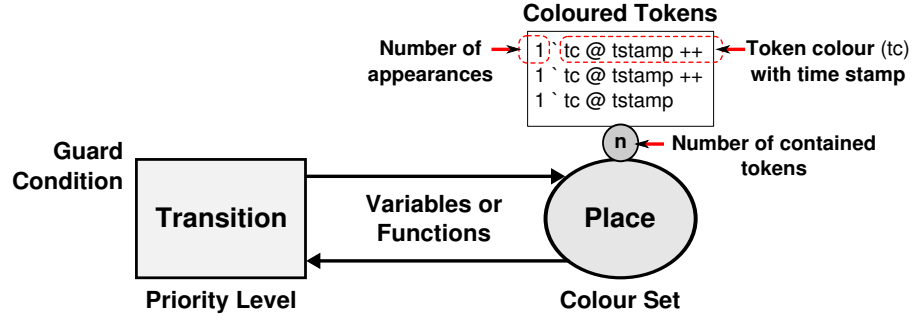 Coloured Tokens
Number of
appearances
1 ` tc @ tstamp ++
1 ` tc @ tstamp ++
1 ` tc @ tstamp
Token colour (tc)
with time stamp
n
Number of contained
tokens
Guard
Condition
Transition
Variables or
Functions
Place
Priority Level
Colour Set